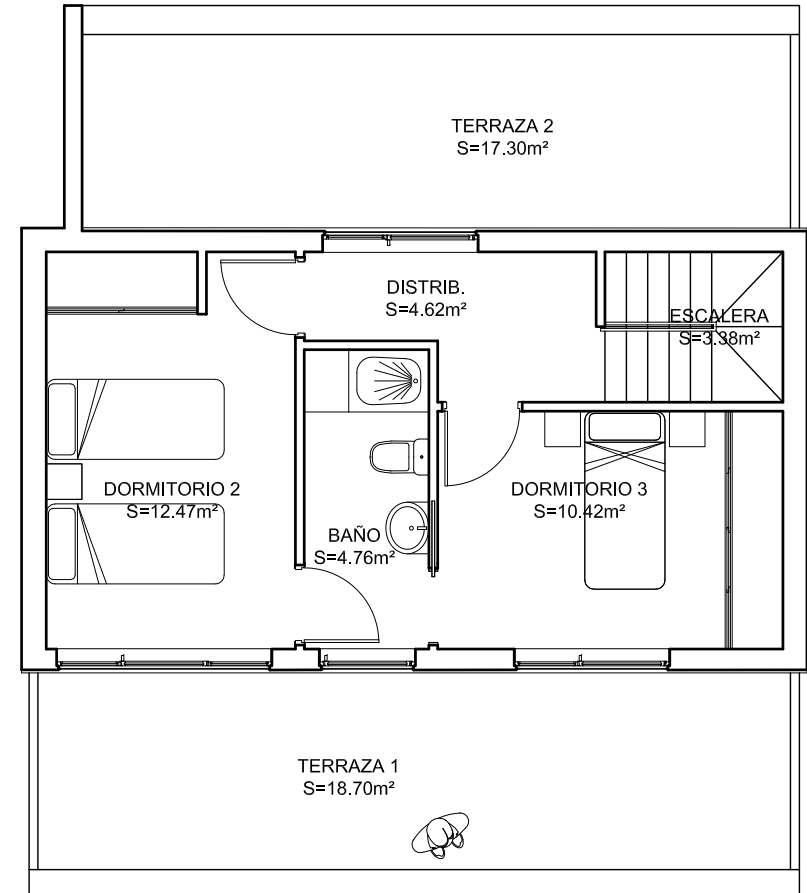 TERRAZA 2
S=17.30m²
DISTRIB.
S=4.62m²
ESCALERA
S=3.38m²
DORMITORIO 2
S=12.47m²
DORMITORIO 3
S=10.42m²
BAÑO
S=4.76m²
TERRAZA 1
S=18.70m²